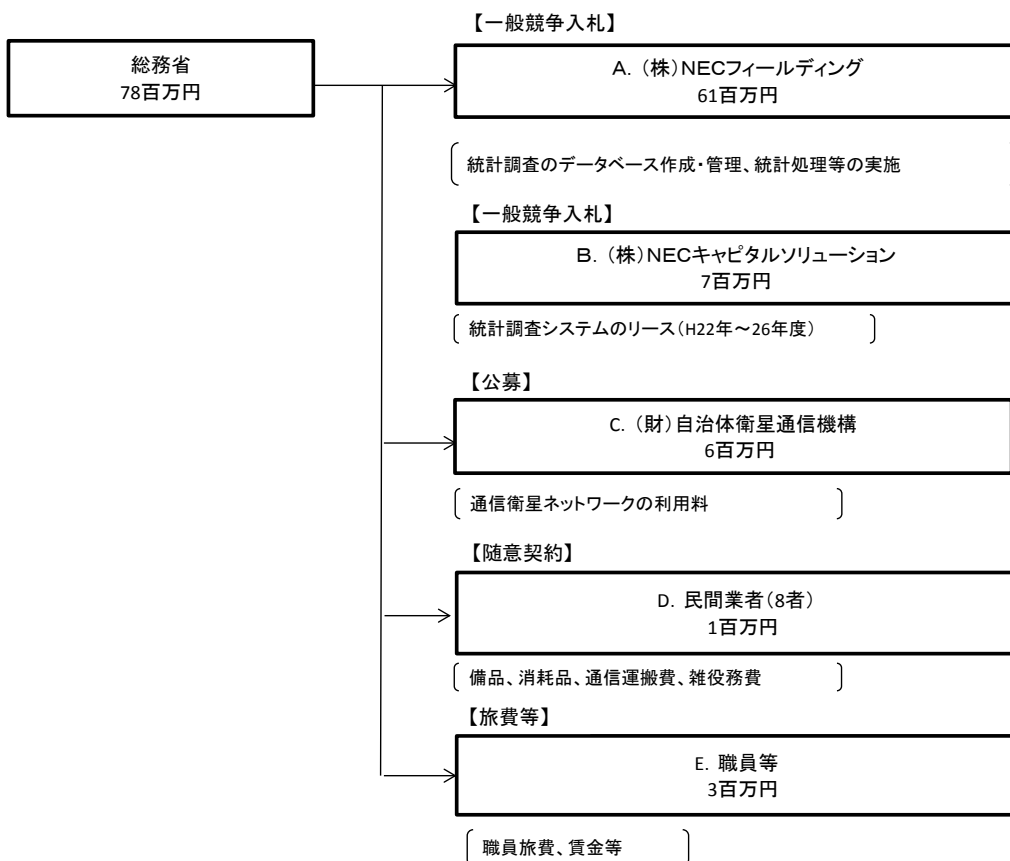 【一般競争入札】
総務省
78百万円
A. （株）NECフィールディング
61百万円
統計調査のデータベース作成・管理、統計処理等の実施
【一般競争入札】
B. （株）NECキャピタルソリューション
7百万円
統計調査システムのリース（H22年～26年度）
【公募】
C. （財）自治体衛星通信機構
6百万円
通信衛星ネットワークの利用料
【随意契約】
D. 民間業者（8者）
1百万円
備品、消耗品、通信運搬費、雑役務費
【旅費等】
E. 職員等
3百万円
職員旅費、賃金等